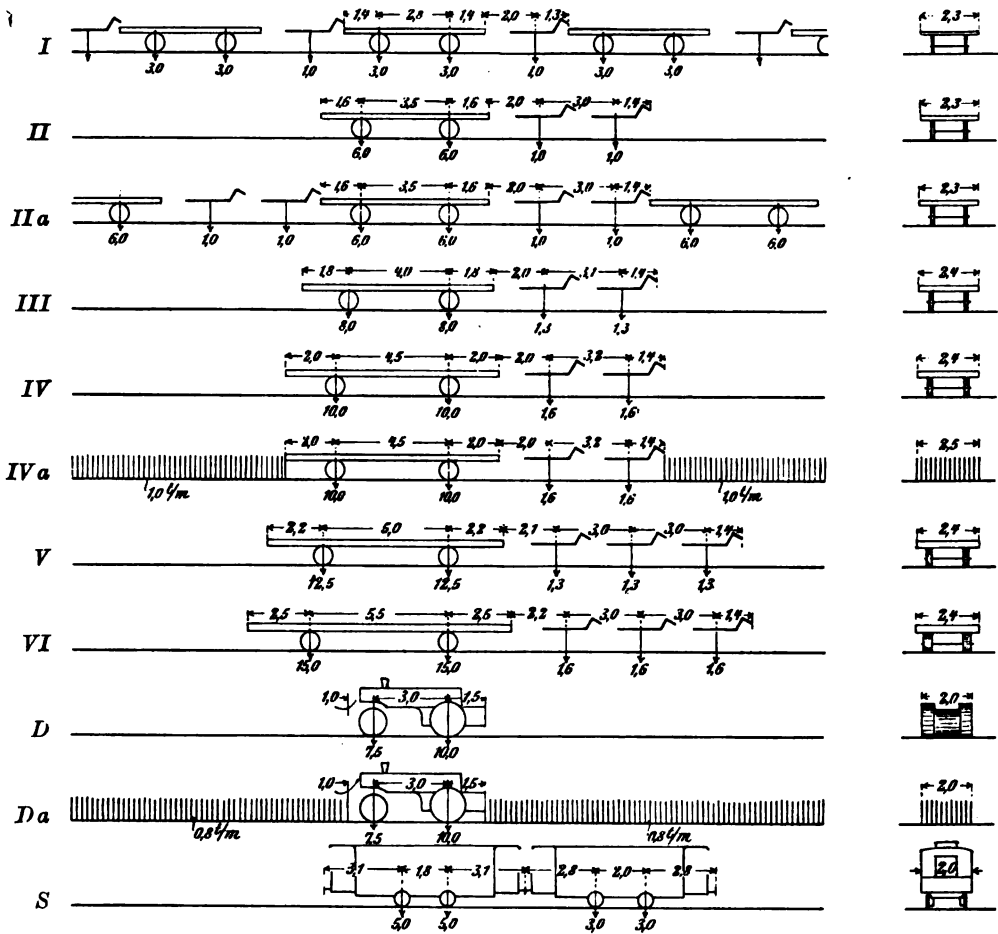 1,4 2,8 1,4 2,0 1,3 2,3
I
3,0 3,0 1,0 3,0 3,0 1,0 3,0 3,0
1,6 3,5 1,6 2,0 3,0 1,4 2,3
II
6,0 6,0 1,0 1,0
1,6 3,5 1,6 2,0 3,0 1,4 2,3
IIa
6,0 1,0 1,0 6,0 6,0 1,0 1,0 6,0 6,0
1,8 4,0 1,8 2,0 3,1 1,4 2,4
III
8,0 8,0 1,3 1,3
2,0 4,5 2,0 2,0 3,2 1,4 2,4
IV
10,0 10,0 1,6 1,6
2,0 4,5 2,0 2,0 3,2 1,4 2,5
IVa
1,0 t/m 10,0 10,0 1,6 1,6 1,0 t/m
2,2 5,0 2,2 2,1 3,0 3,0 1,4 2,4
V
12,5 12,5 1,3 1,3 1,3
2,5 5,5 2,5 2,2 3,0 3,0 1,4 2,4
VI
15,0 15,0 1,6 1,6 1,6
1,0 3,0 1,5 2,0
D
7,5 10,0
1,0 3,0 1,5 2,0
Da
0,8 t/m 7,5 10,0 0,8 t/m
3,1 1,8 3,1 2,8 2,0 2,8 2,0
S
5,0 5,0 3,0 3,0